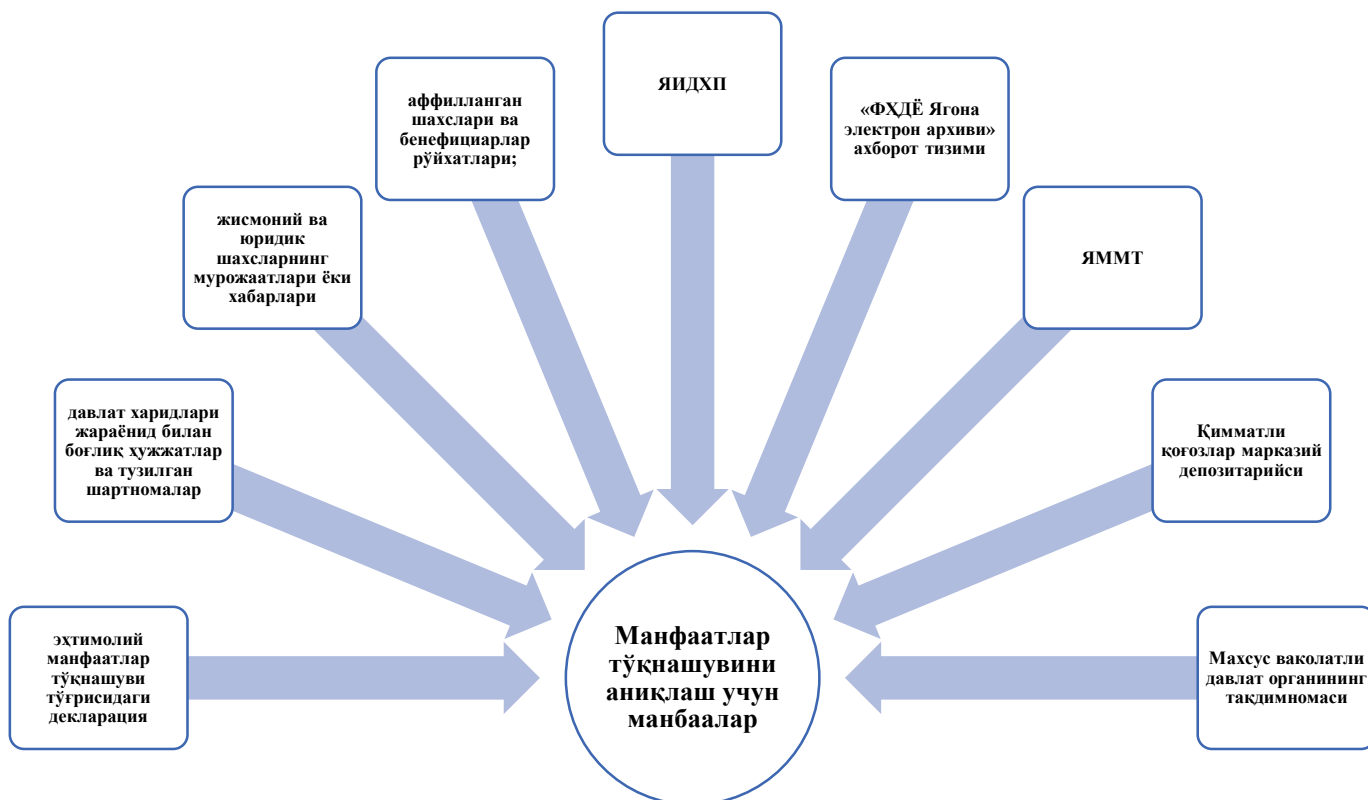 ЯИДХП
аффилланган
шахслари ва
бенефициарлар
рўйхатлари;
«ФҲДЁ Ягона
электрон архиви»
ахборот тизими
жисмоний ва
юридик
шахсларнинг
мурожаатлари ёки
хабарлари
ЯММТ
давлат харидлари
жараёнид билан
боғлиқ ҳужжатлар
ва тузилган
шартномалар
Қимматли
қоғозлар марказий
депозитарийси
эҳтимолий
манфаатлар
тўқнашуви
тўғрисидаги
декларация
Манфаатлар
тўқнашувини
аниқлаш учун
манбаалар
Махсус ваколатли
давлат органининг
тақдимномаси